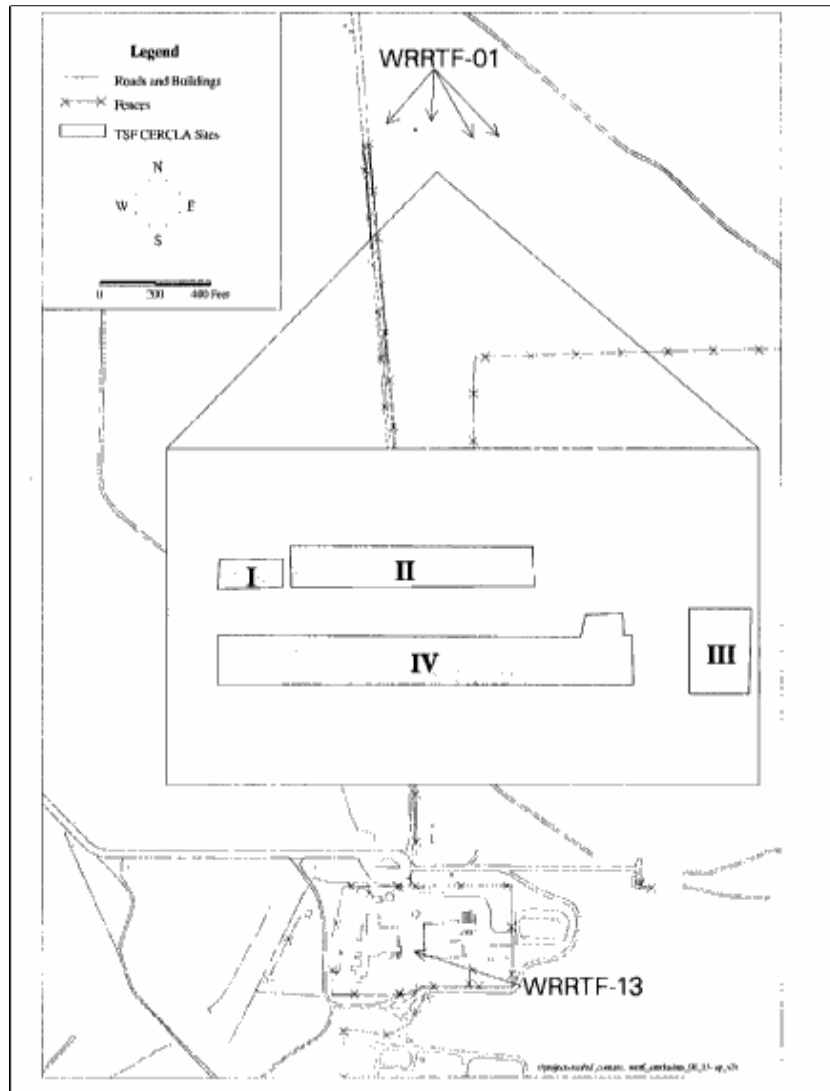 Legend
Roads and Buildings
Fences
TSF CERCLA Sites
N
W E
S
0 200 400 Feet
WRRTF-01
I
II
IV
III
WRRTF-13